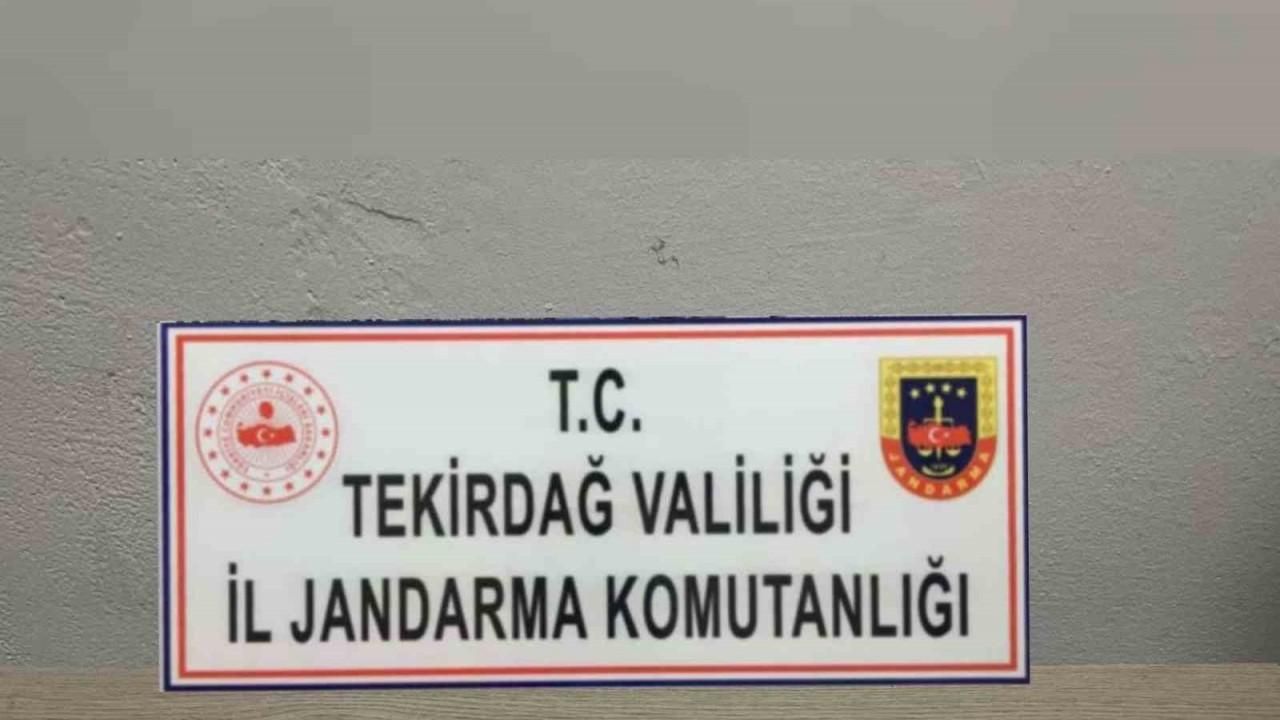 T.C.
TEKİRDAĞ VALİLİĞİ
İL JANDARMA KOMUTANLIĞI
JANDARMA